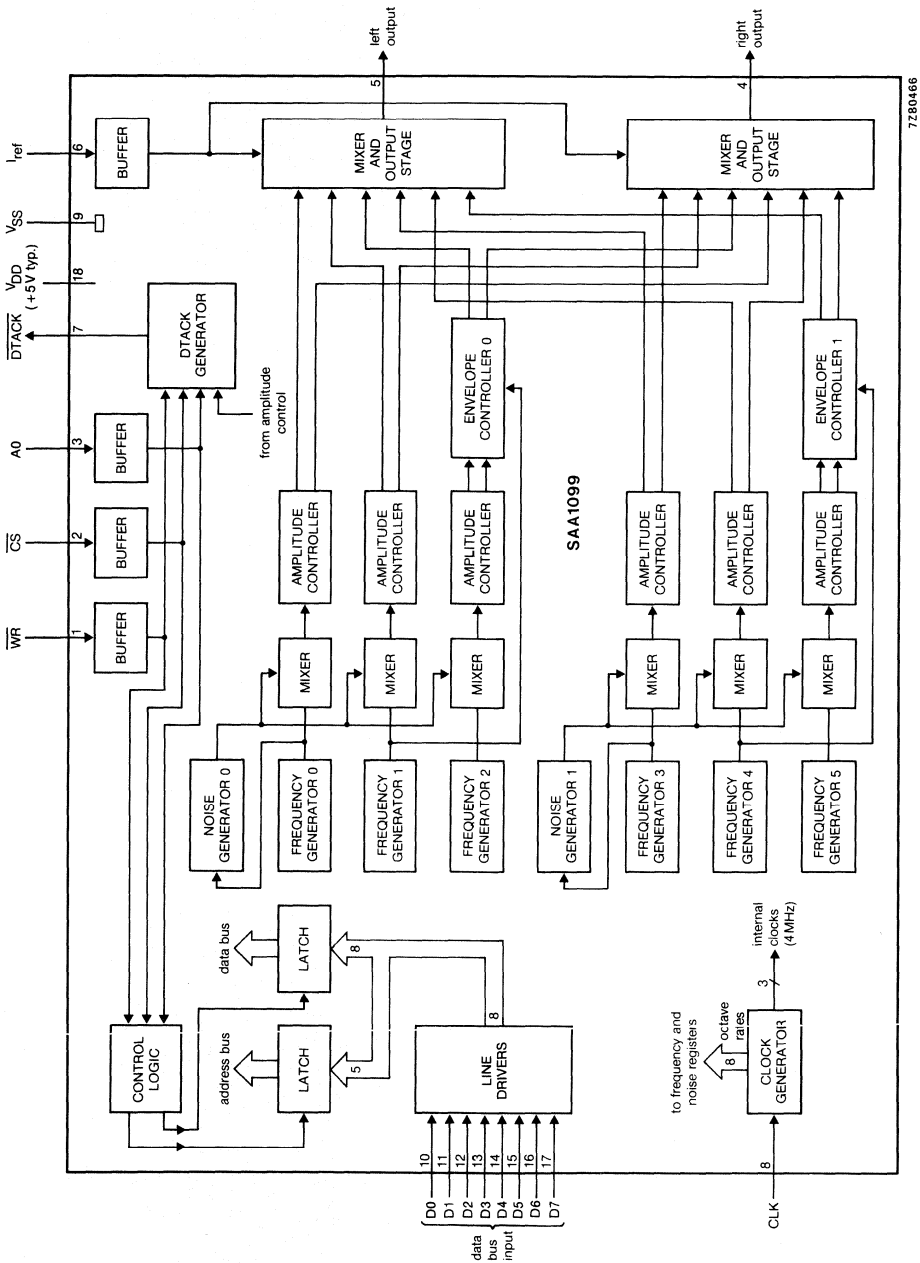 WR
1
BUFFER
CS
2
BUFFER
A0
3
BUFFER
DTACK
7
DTACK
GENERATOR
from amplitude
control
VDD
(+5 V typ.)
18
VSS
9
Iref
6
BUFFER
CONTROL
LOGIC
address bus
LATCH
5
data bus
LATCH
8
8
LINE
DRIVERS
data
bus
input
D0
D1
D2
D3
D4
D5
D6
D7
10
11
12
13
14
15
16
17
NOISE
GENERATOR 0
FREQUENCY
GENERATOR 0
MIXER
AMPLITUDE
CONTROLLER
FREQUENCY
GENERATOR 1
MIXER
AMPLITUDE
CONTROLLER
FREQUENCY
GENERATOR 2
MIXER
AMPLITUDE
CONTROLLER
ENVELOPE
CONTROLLER 0
SAA1099
NOISE
GENERATOR 1
FREQUENCY
GENERATOR 3
MIXER
AMPLITUDE
CONTROLLER
FREQUENCY
GENERATOR 4
MIXER
AMPLITUDE
CONTROLLER
FREQUENCY
GENERATOR 5
MIXER
AMPLITUDE
CONTROLLER
ENVELOPE
CONTROLLER 1
MIXER
AND
OUTPUT
STAGE
5
left
output
MIXER
AND
OUTPUT
STAGE
4
right
output
CLK
8
CLOCK
GENERATOR
to frequency and
noise registers
8
octave
rates
3
internal
clocks
(4 MHz)
7Z80466